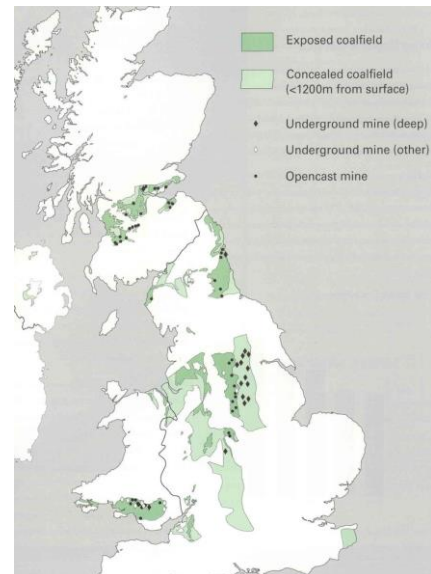 Exposed coalfield
Concealed coalfield
(<1200m from surface)
Underground mine (deep)
Underground mine (other)
Opencast mine